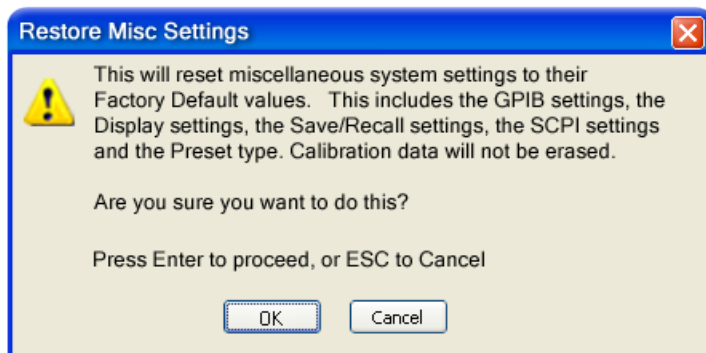 Restore Misc Settings
This will reset miscellaneous system settings to their
Factory Default values.   This includes the GPIB settings, the
Display settings, the Save/Recall settings, the SCPI settings
and the Preset type. Calibration data will not be erased.
Are you sure you want to do this?
Press Enter to proceed, or ESC to Cancel
OK
Cancel